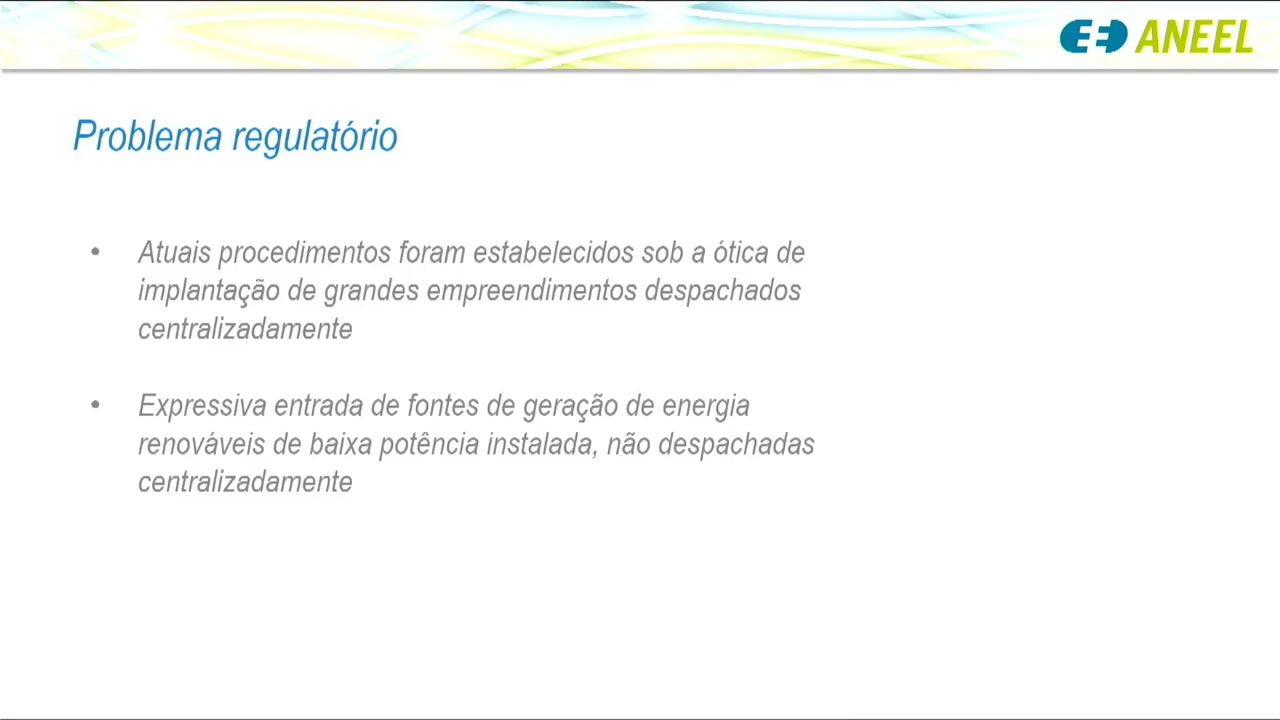 ANEEL
Problema regulatório
• Atuais procedimentos foram estabelecidos sob a ótica de
implantação de grandes empreendimentos despachados
centralizadamente
• Expressiva entrada de fontes de geração de energia
renováveis de baixa potência instalada, não despachadas
centralizadamente